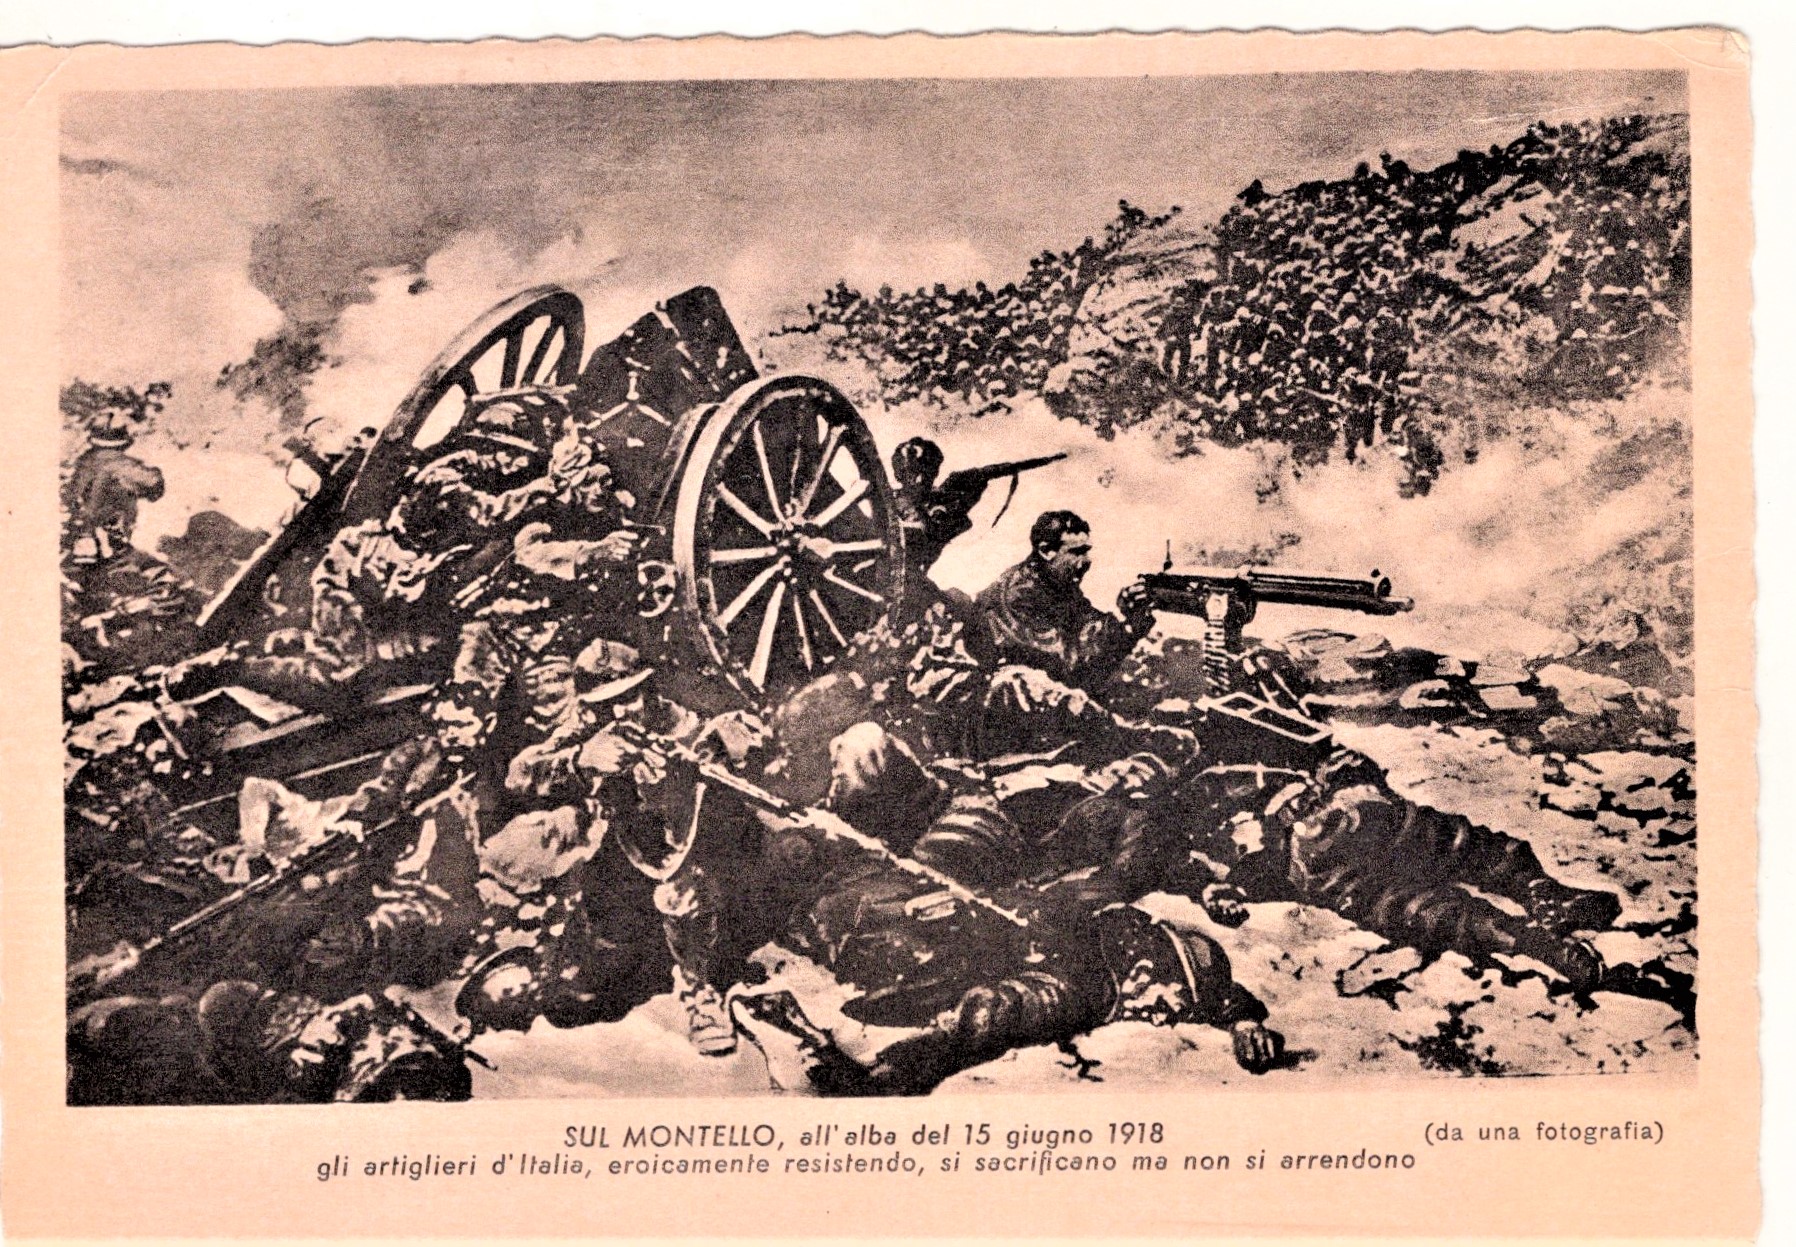 SUL MONTELLO, all'alba del 15 giugno 1918 (da una fotografia)
gli artiglieri d'Italia, eroicamente resistendo, si sacrificano ma non si arrendono